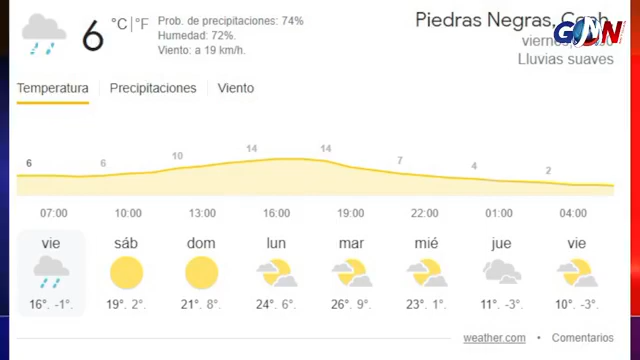 6
°C | °F
Prob. de precipitaciones: 74%
Humedad: 72%.
Viento: a 19 km/h.
Piedras Negras,
GNN
viernes,
Lluvias suaves
Temperatura
Precipitaciones
Viento
6 6 10 14 14 7 4 2
07:00 10:00 13:00 16:00 19:00 22:00 01:00 04:00
vie sáb dom lun mar mié jue vie
16°. -1°. 19°. 2°. 21°. 8°. 24°. 6°. 26°. 9°. 23°. 1°. 11°. -3°. 10°. -3°.
weather.com • Comentarios